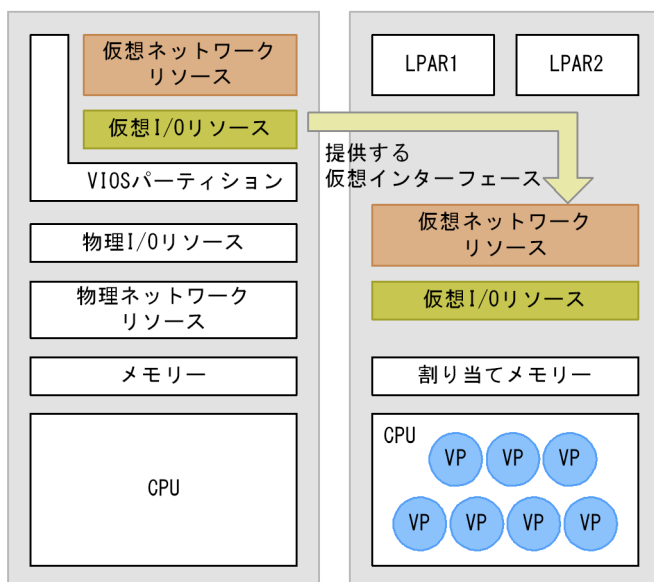 仮想ネットワーク
リソース
仮想I/Oリソース
VIOSパーティション
物理I/Oリソース
物理ネットワーク
リソース
メモリー
CPU
LPAR1
LPAR2
提供する
仮想インターフェース
仮想ネットワーク
リソース
仮想I/Oリソース
割り当てメモリー
CPU
VP VP VP
VP VP VP VP